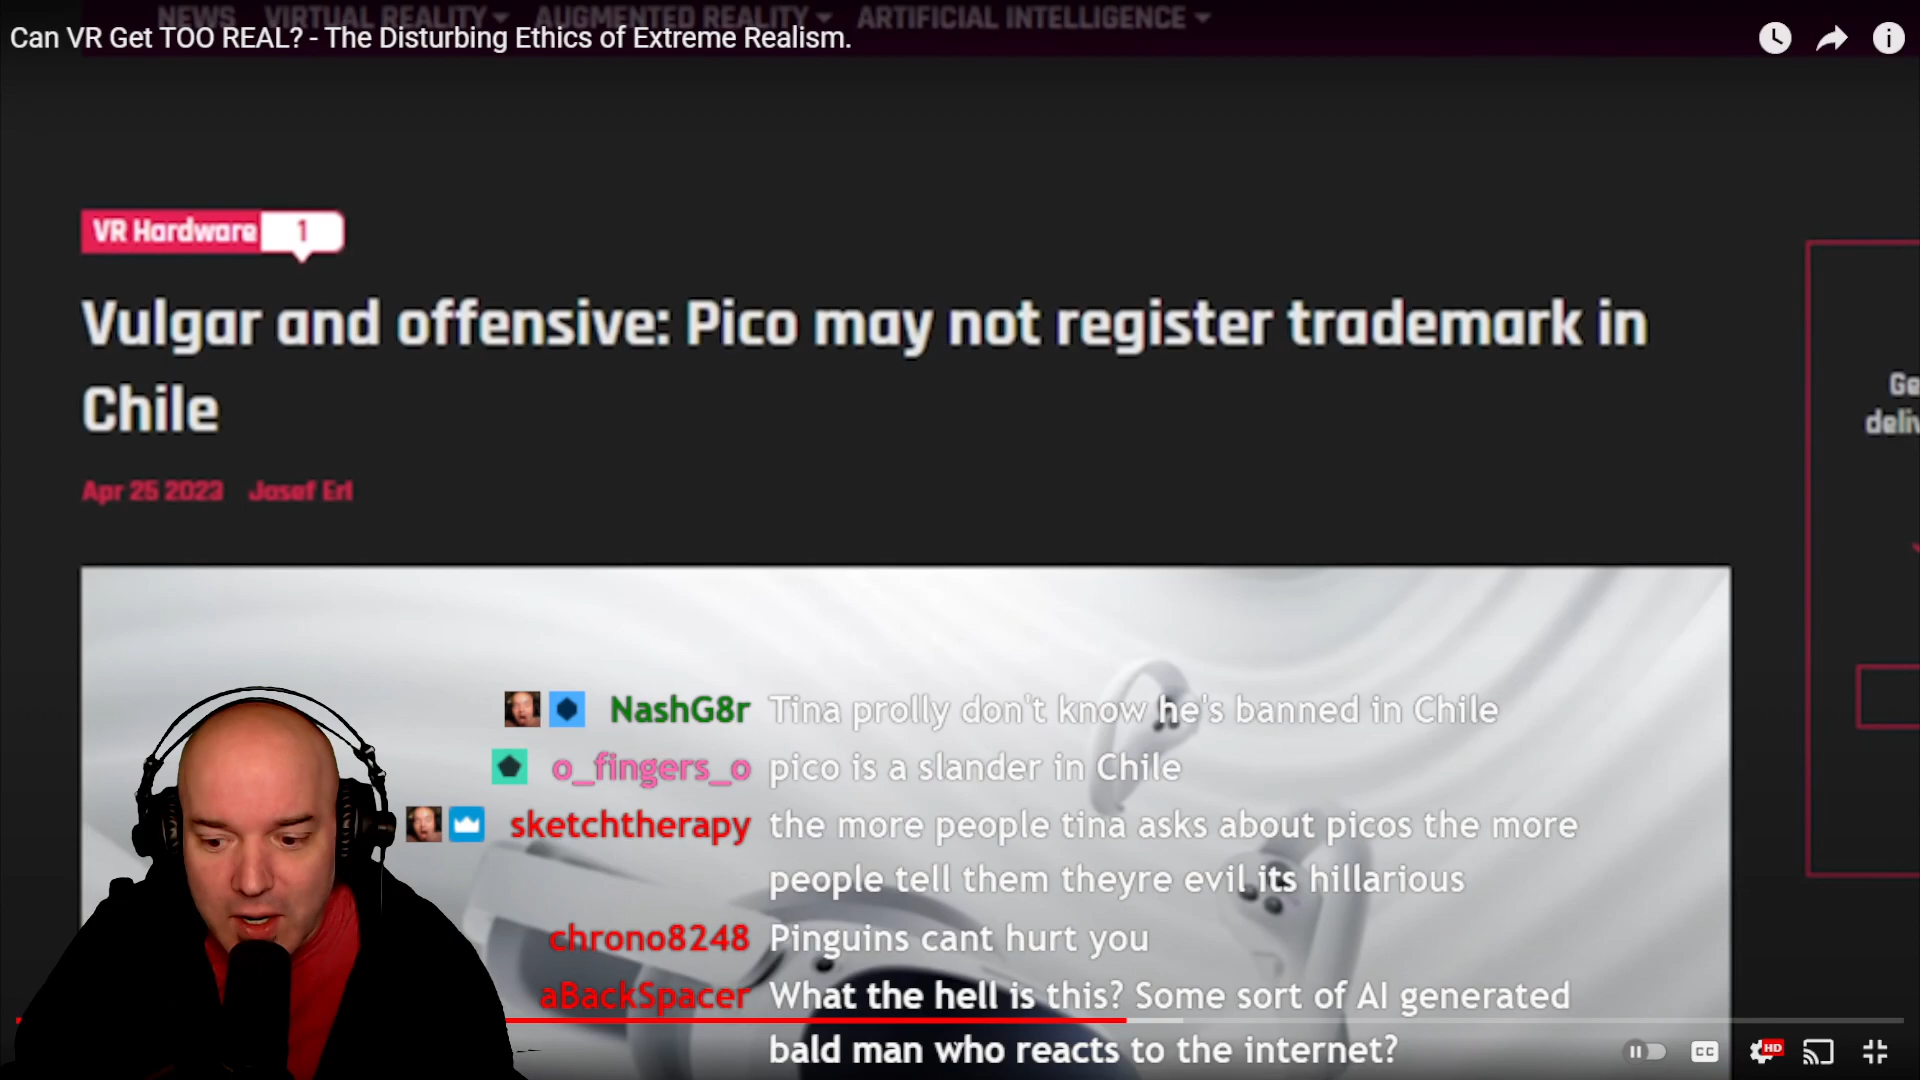 NEWS VIRTUAL REALITY AUGMENTED REALITY ARTIFICIAL INTELLIGENCE
Can VR Get TOO REAL? - The Disturbing Ethics of Extreme Realism.
VR Hardware 1
Vulgar and offensive: Pico may not register trademark in
Chile
Apr 25 2023 Josef Erl
Ge
deliv
NashG8r Tina prolly don't know he's banned in Chile
o_fingers_o pico is a slander in Chile
sketchtherapy the more people tina asks about picos the more
people tell them theyre evil its hillarious
chrono8248 Pinguins cant hurt you
aBackSpacer What the hell is this? Some sort of AI generated
bald man who reacts to the internet?
CC HD